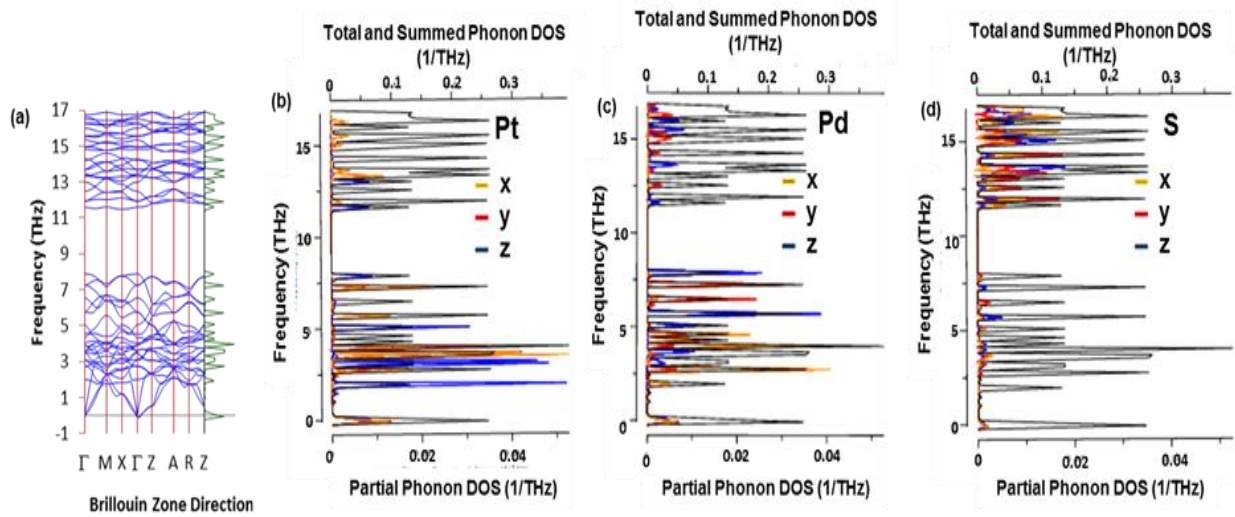 (a)
17
15
13
11
9
7
5
3
1
-1
Frequency (THz)
Γ M X Γ Z A R Z
Brillouin Zone Direction
Total and Summed Phonon DOS
(1/THz)
0 0.1 0.2 0.3
(b)
Pt
15
10
5
0
x
y
z
Frequency (THz)
0 0.02 0.04
Partial Phonon DOS (1/THz)
Total and Summed Phonon DOS
(1/THz)
0 0.1 0.2 0.3
(c)
Pd
15
10
5
0
x
y
z
Frequency (THz)
0 0.02 0.04
Partial Phonon DOS (1/THz)
Total and Summed Phonon DOS
(1/THz)
0 0.1 0.2 0.3
(d)
S
15
10
5
0
x
y
z
Frequency (THz)
0 0.02 0.04
Partial Phonon DOS (1/THz)